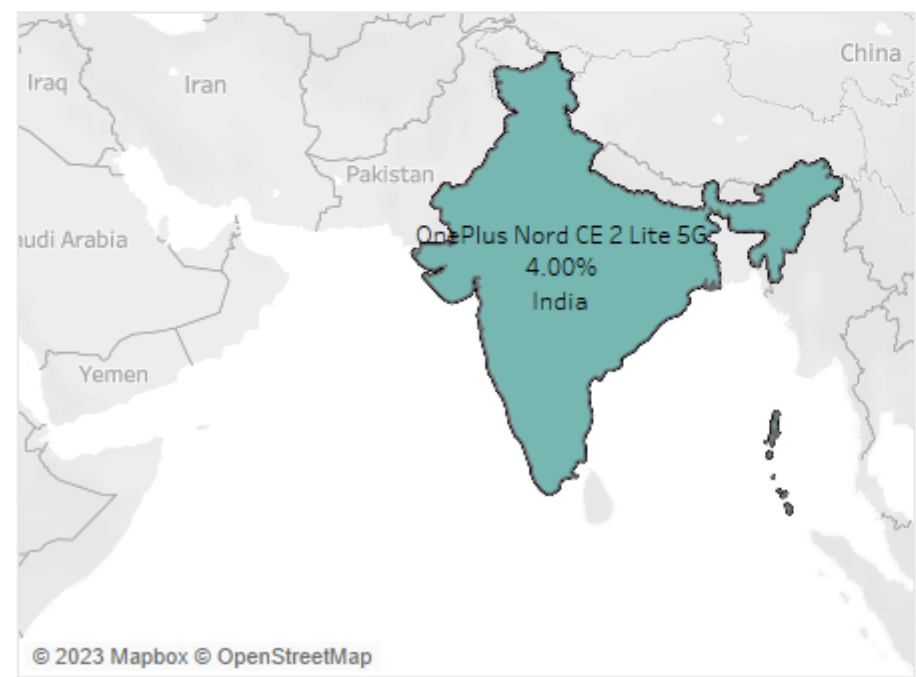 China
Iraq
Iran
Pakistan
udi Arabia
OnePlus Nord CE 2 Lite 5G
4.00%
India
Yemen
© 2023 Mapbox © OpenStreetMap